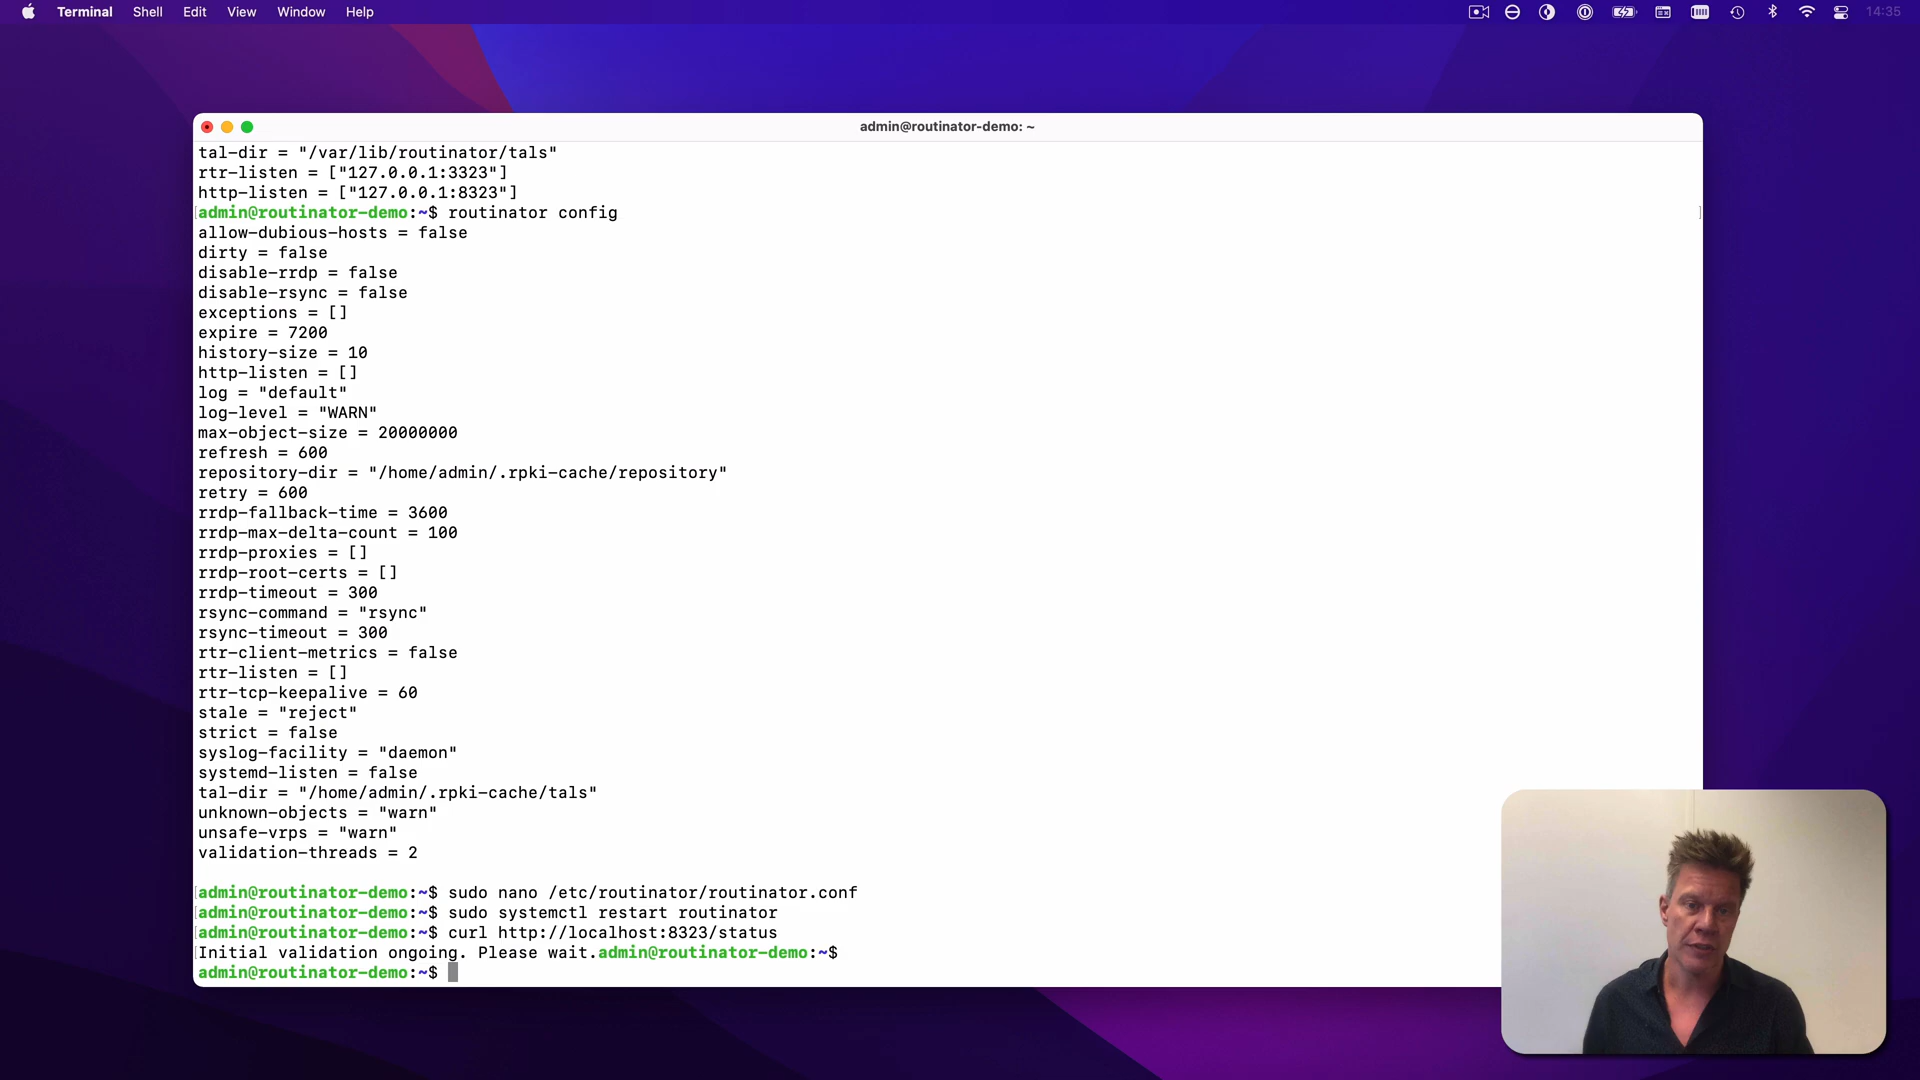 Terminal Shell Edit View Window Help 14:35
admin@routinator-demo: ~
tal-dir = "/var/lib/routinator/tals"
rtr-listen = ["127.0.0.1:3323"]
http-listen = ["127.0.0.1:8323"]
admin@routinator-demo:~$ routinator config
allow-dubious-hosts = false
dirty = false
disable-rrdp = false
disable-rsync = false
exceptions = []
expire = 7200
history-size = 10
http-listen = []
log = "default"
log-level = "WARN"
max-object-size = 20000000
refresh = 600
repository-dir = "/home/admin/.rpki-cache/repository"
retry = 600
rrdp-fallback-time = 3600
rrdp-max-delta-count = 100
rrdp-proxies = []
rrdp-root-certs = []
rrdp-timeout = 300
rsync-command = "rsync"
rsync-timeout = 300
rtr-client-metrics = false
rtr-listen = []
rtr-tcp-keepalive = 60
stale = "reject"
strict = false
syslog-facility = "daemon"
systemd-listen = false
tal-dir = "/home/admin/.rpki-cache/tals"
unknown-objects = "warn"
unsafe-vrps = "warn"
validation-threads = 2
admin@routinator-demo:~$ sudo nano /etc/routinator/routinator.conf
admin@routinator-demo:~$ sudo systemctl restart routinator
admin@routinator-demo:~$ curl http://localhost:8323/status
Initial validation ongoing. Please wait.admin@routinator-demo:~$
admin@routinator-demo:~$